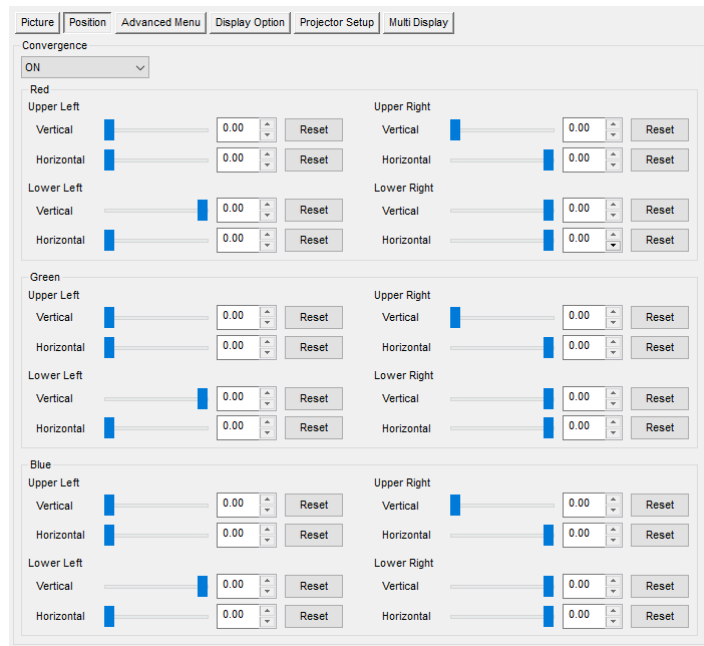 Picture Position Advanced Menu Display Option Projector Setup Multi Display
Convergence
ON
Red
Upper Left Upper Right
Vertical 0.00 Reset Vertical 0.00 Reset
Horizontal 0.00 Reset Horizontal 0.00 Reset
Lower Left Lower Right
Vertical 0.00 Reset Vertical 0.00 Reset
Horizontal 0.00 Reset Horizontal 0.00 Reset
Green
Upper Left Upper Right
Vertical 0.00 Reset Vertical 0.00 Reset
Horizontal 0.00 Reset Horizontal 0.00 Reset
Lower Left Lower Right
Vertical 0.00 Reset Vertical 0.00 Reset
Horizontal 0.00 Reset Horizontal 0.00 Reset
Blue
Upper Left Upper Right
Vertical 0.00 Reset Vertical 0.00 Reset
Horizontal 0.00 Reset Horizontal 0.00 Reset
Lower Left Lower Right
Vertical 0.00 Reset Vertical 0.00 Reset
Horizontal 0.00 Reset Horizontal 0.00 Reset